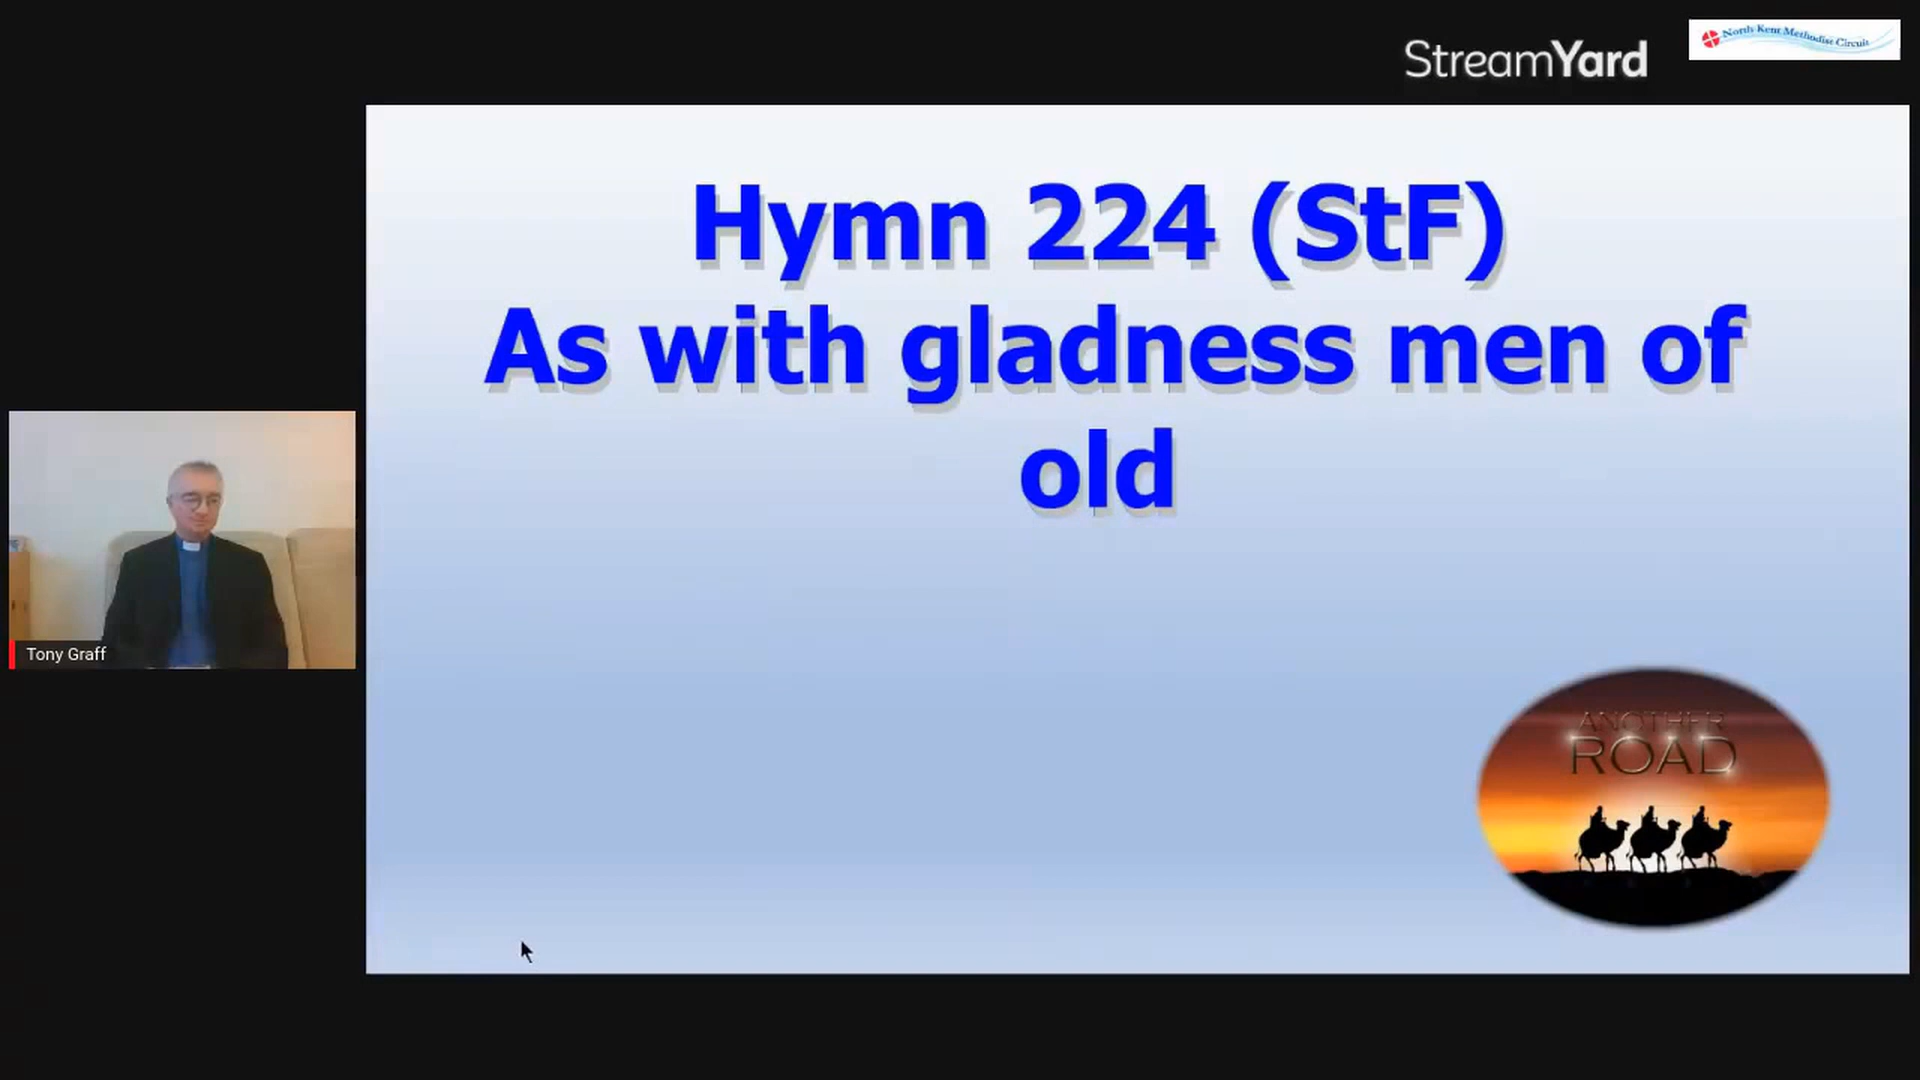 StreamYard
North Kent Methodist Circuit
Hymn 224 (StF)
As with gladness men of
old
Tony Graff
ANOTHER
ROAD